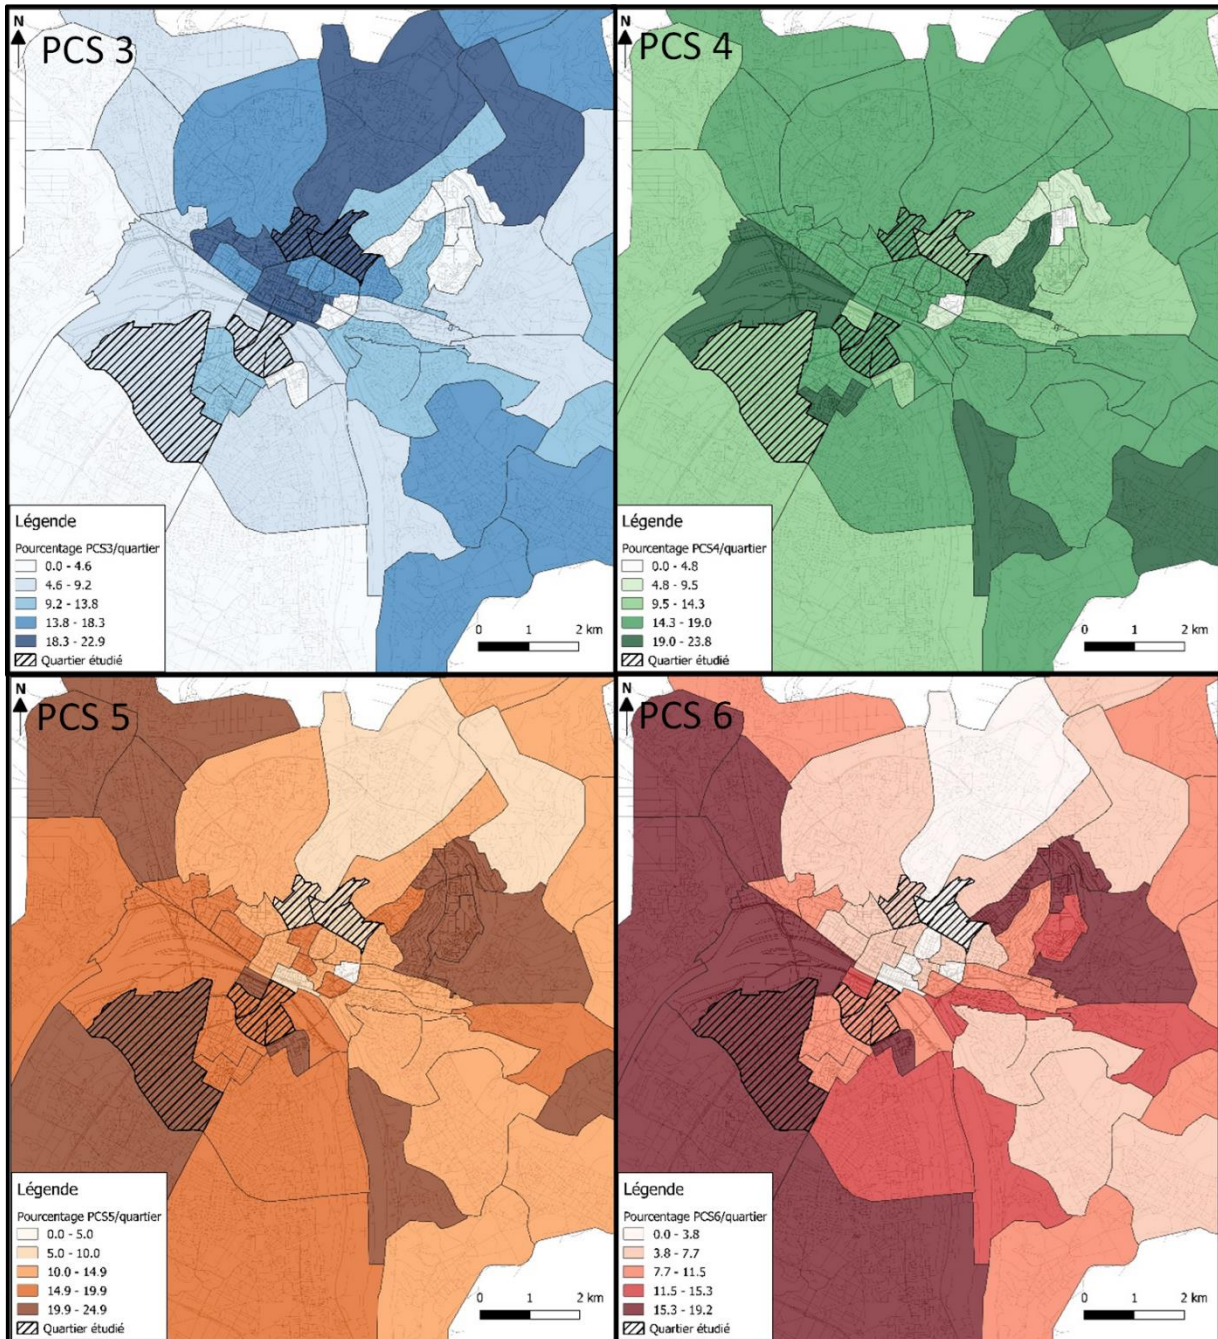 N
PCS 3
Légende
Pourcentage PCS3/quartier
0.0 - 4.6
4.6 - 9.2
9.2 - 13.8
13.8 - 18.3
18.3 - 22.9
Quartier étudié
0 1 2 km
N
PCS 4
Légende
Pourcentage PCS4/quartier
0.0 - 4.8
4.8 - 9.5
9.5 - 14.3
14.3 - 19.0
19.0 - 23.8
Quartier étudié
0 1 2 km
N
PCS 5
Légende
Pourcentage PCS5/quartier
0.0 - 5.0
5.0 - 10.0
10.0 - 14.9
14.9 - 19.9
19.9 - 24.9
Quartier étudié
0 1 2 km
N
PCS 6
Légende
Pourcentage PCS6/quartier
0.0 - 3.8
3.8 - 7.7
7.7 - 11.5
11.5 - 15.3
15.3 - 19.2
Quartier étudié
0 1 2 km